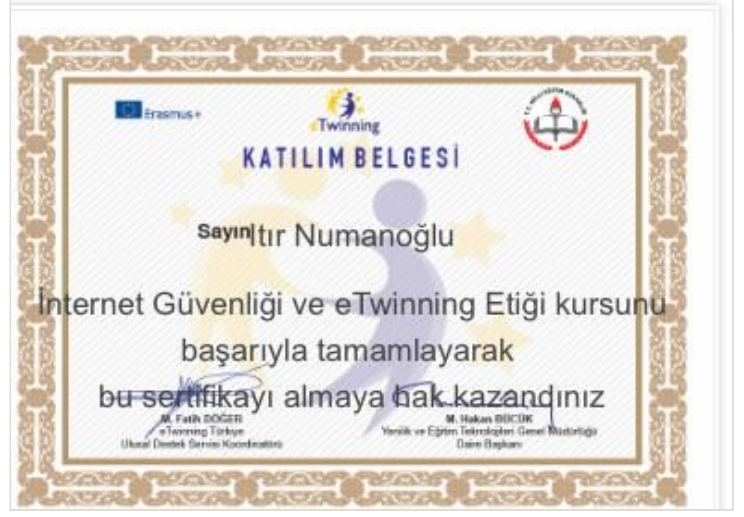 Erasmus+
eTwinning
KATILIM BELGESİ
Sayın Itır Numanoğlu
İnternet Güvenliği ve eTwinning Etiği kursunu
başarıyla tamamlayarak
bu sertifikayı almaya hak kazandınız
M. Fatih DÖĞER
eTwinning Türkiye
Ulusal Destek Servisi Koordinatörü
M. Hakan BÜCÜK
Yenilik ve Eğitim Teknolojileri Genel Müdürlüğü
Daire Başkanı